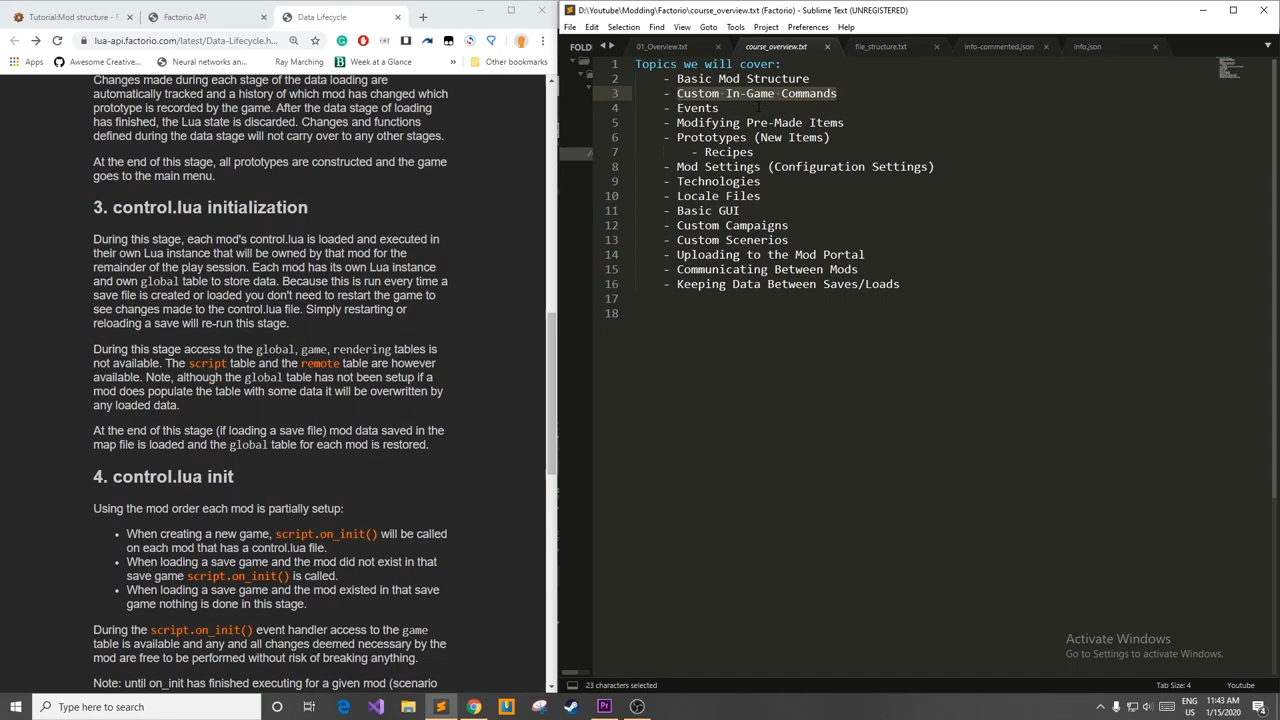 Tutorial:Mod structure - F
Factorio API
Data Lifecycle
lua-api.factorio.com/latest/Data-Lifecycle.h
Apps
Awesome Creative...
Neural networks an...
Ray Marching
Week at a Glance
»
Other bookmarks
Changes made during each stage of the data loading are
automatically tracked and a history of which mod changed which
prototype is recorded by the game. After the data stage of loading
has finished, the Lua state is discarded. Changes and functions
defined during the data stage will not carry over to any other stages.
At the end of this stage, all prototypes are constructed and the game
goes to the main menu.
3. control.lua initialization
During this stage, each mod's control.lua is loaded and executed in
their own Lua instance that will be owned by that mod for the
remainder of the play session. Each mod has its own Lua instance
and own global table to store data. Because this is run every time a
save file is created or loaded you don't need to restart the game to
see changes made to the control.lua file. Simply restarting or
reloading a save will re-run this stage.
During this stage access to the global, game, rendering tables is
not available. The script table and the remote table are however
available. Note, although the global table has not been setup if a
mod does populate the table with some data it will be overwritten by
any loaded data.
At the end of this stage (if loading a save file) mod data saved in the
map file is loaded and the global table for each mod is restored.
4. control.lua init
Using the mod order each mod is partially setup:
• When creating a new game, script.on_init() will be called
on each mod that has a control.lua file.
• When loading a save game and the mod did not exist in that
save game script.on_init() is called.
• When loading a save game and the mod existed in that save
game nothing is done in this stage.
During the script.on_init() event handler access to the game
table is available and any and all changes deemed necessary by the
mod are free to be performed without risk of breaking anything.
Note: until on_init has finished executing for a given mod (scenario
D:\Youtube\Modding\Factorio\course_overview.txt (Factorio) - Sublime Text (UNREGISTERED)
File Edit Selection Find View Goto Tools Project Preferences Help
FOLD
01_Overview.txt
course_overview.txt
file_structure.txt
info-commented.json
info.json
1 Topics we will cover:
2 - Basic Mod Structure
3 - Custom In-Game Commands
4 - Events
5 - Modifying Pre-Made Items
6 - Prototypes (New Items)
7 - Recipes
8 - Mod Settings (Configuration Settings)
9 - Technologies
10 - Locale Files
11 - Basic GUI
12 - Custom Campaigns
13 - Custom Scenerios
14 - Uploading to the Mod Portal
15 - Communicating Between Mods
16 - Keeping Data Between Saves/Loads
17
18
Activate Windows
Go to Settings to activate Windows.
23 characters selected
Tab Size: 4
Youtube
Type here to search
ENG
US
11:43 AM
1/15/2020
4